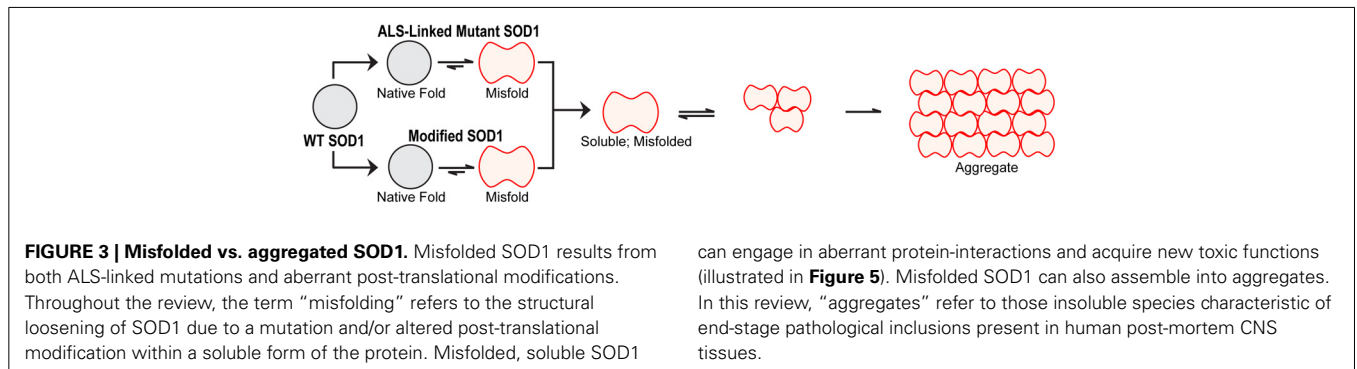 ALS-Linked Mutant SOD1
Native Fold
Misfold
WT SOD1
Modified SOD1
Native Fold
Misfold
Soluble; Misfolded
Aggregate
FIGURE 3 | Misfolded vs. aggregated SOD1. Misfolded SOD1 results from
both ALS-linked mutations and aberrant post-translational modifications.
Throughout the review, the term “misfolding” refers to the structural
loosening of SOD1 due to a mutation and/or altered post-translational
modification within a soluble form of the protein. Misfolded, soluble SOD1
can engage in aberrant protein-interactions and acquire new toxic functions
(illustrated in Figure 5). Misfolded SOD1 can also assemble into aggregates.
In this review, “aggregates” refer to those insoluble species characteristic of
end-stage pathological inclusions present in human post-mortem CNS
tissues.